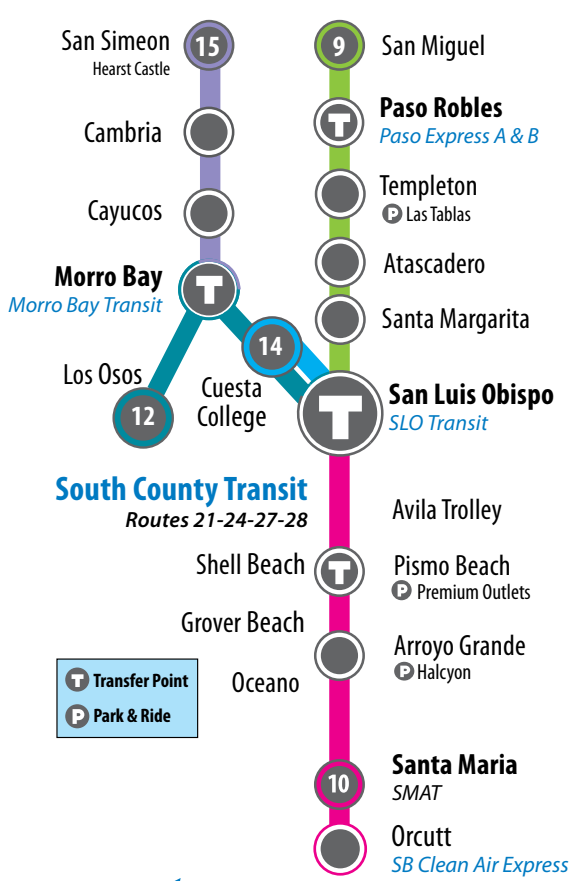 San Simeon
Hearst Castle
15
9
San Miguel
Cambria
T
Paso Robles
Paso Express A & B
Cayucos
Templeton
P Las Tablas
Atascadero
Morro Bay
Morro Bay Transit
T
Santa Margarita
14
Los Osos
12
Cuesta
College
T
San Luis Obispo
SLO Transit
South County Transit
Routes 21-24-27-28
Avila Trolley
Shell Beach
T
Pismo Beach
P Premium Outlets
Grover Beach
Arroyo Grande
P Halcyon
Oceano
T Transfer Point
P Park & Ride
10
Santa Maria
SMAT
Orcutt
SB Clean Air Express